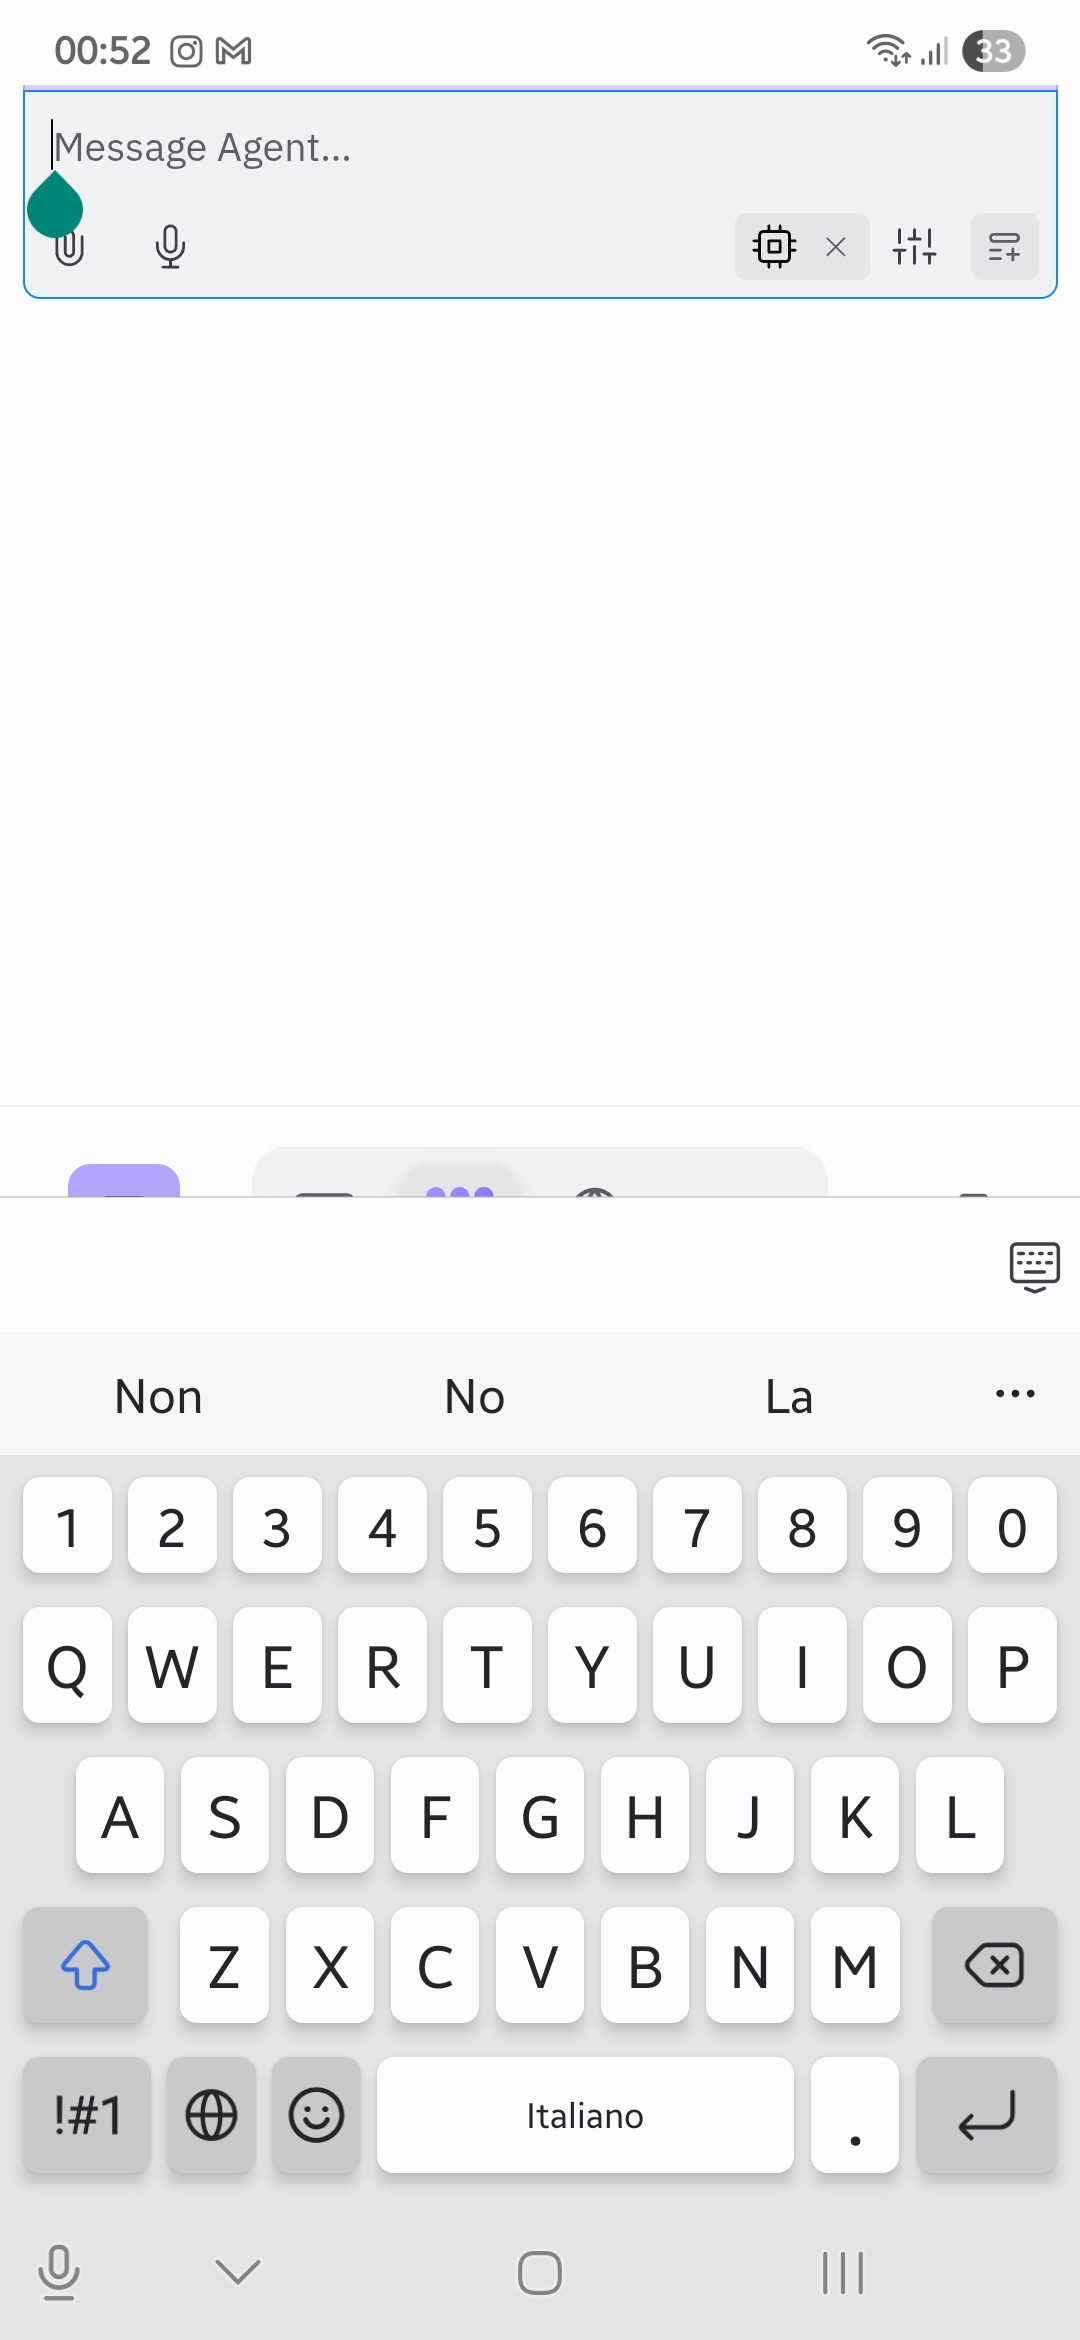 00:52
33
Message Agent...
Non No La ...
1 2 3 4 5 6 7 8 9 0
Q W E R T Y U I O P
A S D F G H J K L
Z X C V B N M
!#1 Italiano .